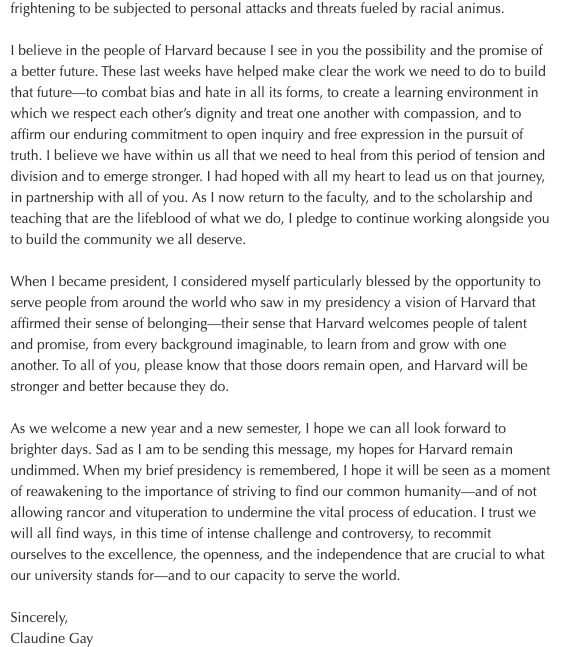 frightening to be subjected to personal attacks and threats fueled by racial animus.
I believe in the people of Harvard because I see in you the possibility and the promise of
a better future. These last weeks have helped make clear the work we need to do to build
that future—to combat bias and hate in all its forms, to create a learning environment in
which we respect each other’s dignity and treat one another with compassion, and to
affirm our enduring commitment to open inquiry and free expression in the pursuit of
truth. I believe we have within us all that we need to heal from this period of tension and
division and to emerge stronger. I had hoped with all my heart to lead us on that journey,
in partnership with all of you. As I now return to the faculty, and to the scholarship and
teaching that are the lifeblood of what we do, I pledge to continue working alongside you
to build the community we all deserve.
When I became president, I considered myself particularly blessed by the opportunity to
serve people from around the world who saw in my presidency a vision of Harvard that
affirmed their sense of belonging—their sense that Harvard welcomes people of talent
and promise, from every background imaginable, to learn from and grow with one
another. To all of you, please know that those doors remain open, and Harvard will be
stronger and better because they do.
As we welcome a new year and a new semester, I hope we can all look forward to
brighter days. Sad as I am to be sending this message, my hopes for Harvard remain
undimmed. When my brief presidency is remembered, I hope it will be seen as a moment
of reawakening to the importance of striving to find our common humanity—and of not
allowing rancor and vituperation to undermine the vital process of education. I trust we
will all find ways, in this time of intense challenge and controversy, to recommit
ourselves to the excellence, the openness, and the independence that are crucial to what
our university stands for—and to our capacity to serve the world.
Sincerely,
Claudine Gay